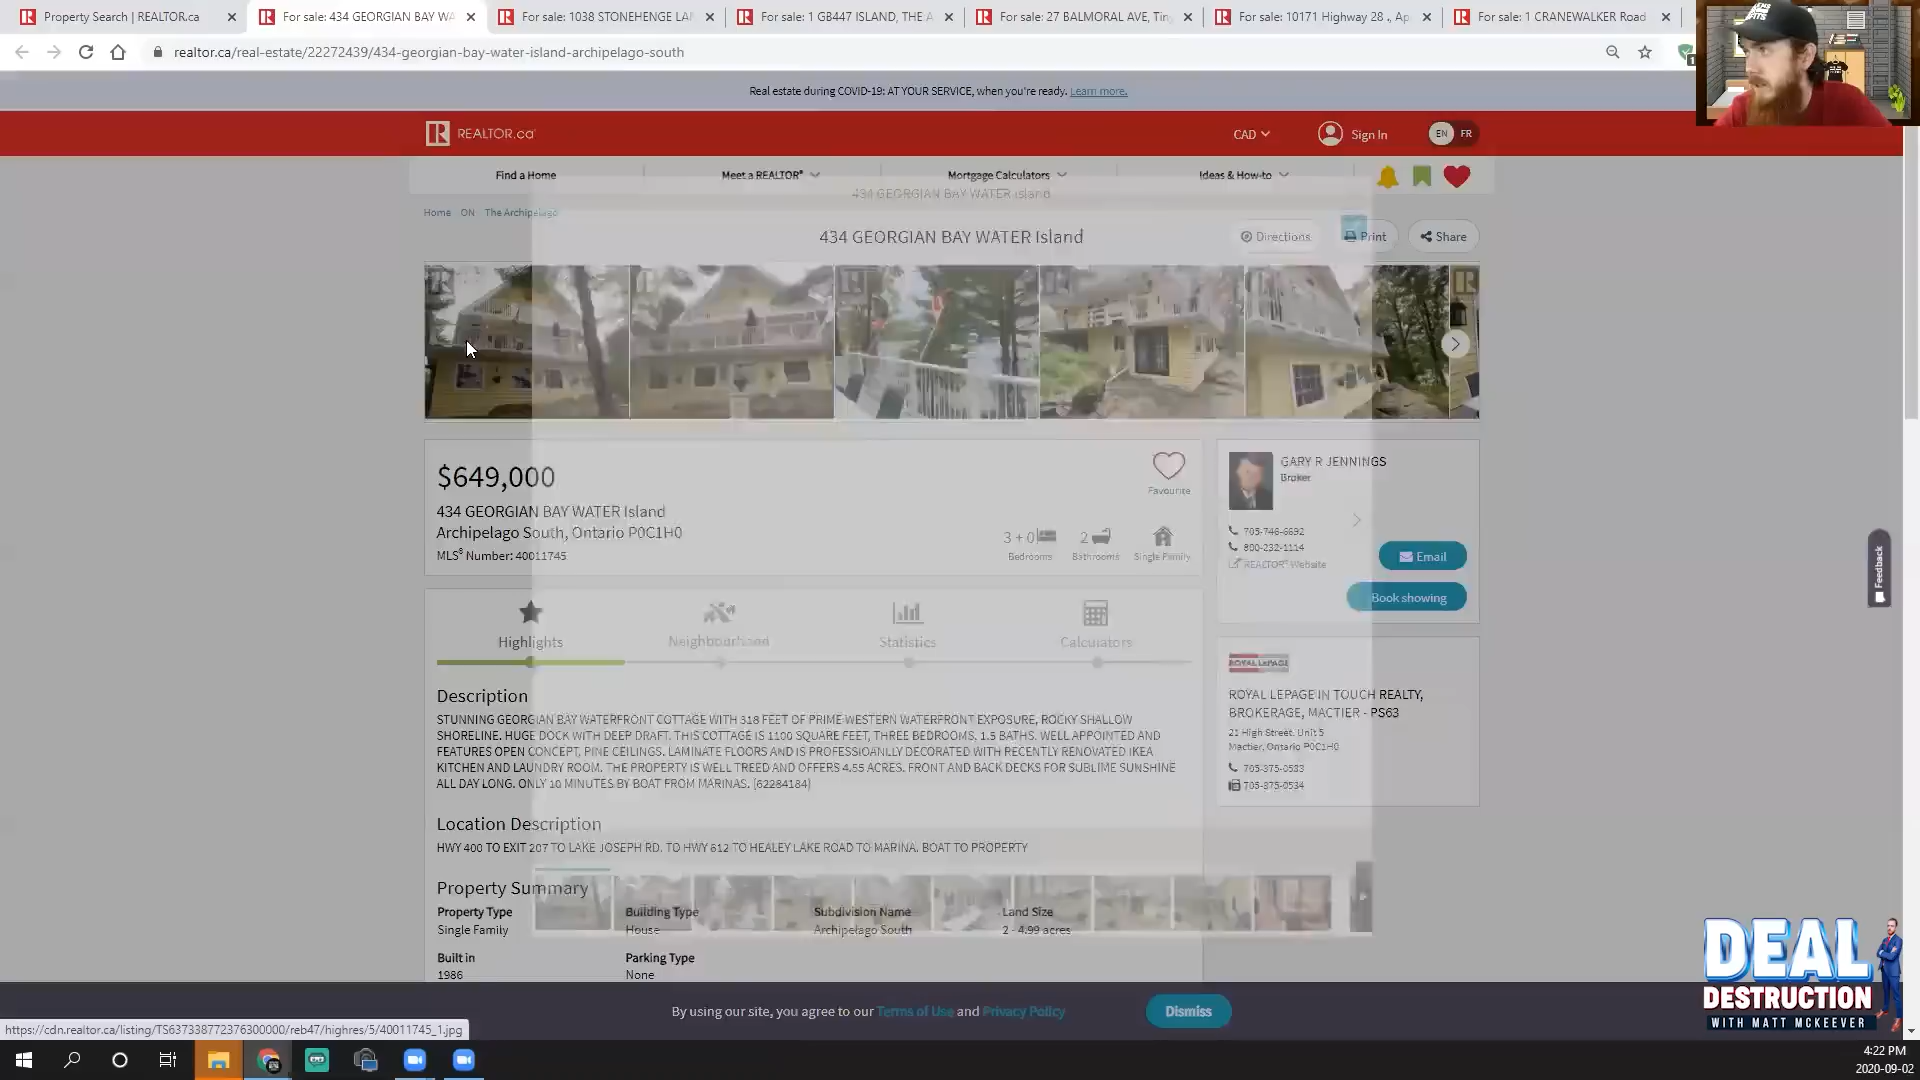 Property Search | REALTOR.ca
For sale: 434 GEORGIAN BAY WA
For sale: 1038 STONEHENGE LA
For sale: 1 GB447 ISLAND, THE A
For sale: 27 BALMORAL AVE, Tin
For sale: 10171 Highway 28 ., Ap
For sale: 1 CRANEWALKER Road
realtor.ca/real-estate/22272439/434-georgian-bay-water-island-archipelago-south
Real estate during COVID-19: AT YOUR SERVICE, when you're ready. Learn more.
REALTOR.ca
CAD
Sign In
EN FR
Find a Home
Meet a REALTOR®
Mortgage Calculators
Ideas & How-to
434 GEORGIAN BAY WATER Island
Home ON The Archipelago
434 GEORGIAN BAY WATER Island
Directions
Print
Share
$649,000
434 GEORGIAN BAY WATER Island
Archipelago South, Ontario P0C1H0
MLS® Number: 40011745
Favourite
3 + 0
2
Bedrooms
Bathrooms
Single Family
GARY R JENNINGS
Broker
705-746-6692
800-232-1114
REALTOR® Website
Email
Book showing
Highlights
Neighbourhood
Statistics
Calculators
Description
STUNNING GEORGIAN BAY WATERFRONT COTTAGE WITH 318 FEET OF PRIME WESTERN WATERFRONT EXPOSURE, ROCKY SHALLOW
SHORELINE. HUGE DOCK WITH DEEP DRAFT. THIS COTTAGE IS 1100 SQUARE FEET, THREE BEDROOMS, 1.5 BATHS. WELL APPOINTED AND
FEATURES OPEN CONCEPT, PINE CEILINGS. LAMINATE FLOORS AND IS PROFESSIONALLY DECORATED WITH RECENTLY RENOVATED IKEA
KITCHEN AND LAUNDRY ROOM. THE PROPERTY IS WELL TREED AND OFFERS 4.55 ACRES. FRONT AND BACK DECKS FOR SUBLIME SUNSHINE
ALL DAY LONG. ONLY 10 MINUTES BY BOAT FROM MARINAS. (62284184)
Location Description
HWY 400 TO EXIT 207 TO LAKE JOSEPH RD. TO HWY 612 TO HEALEY LAKE ROAD TO MARINA. BOAT TO PROPERTY
ROYAL LEPAGE
ROYAL LEPAGE IN TOUCH REALTY,
BROKERAGE, MACTIER - PS63
21 High Street, Unit 5
Mactier, Ontario P0C1H0
705-375-0533
705-375-0534
Property Summary
Property Type
Single Family
Building Type
House
Subdivision Name
Archipelago South
Land Size
2 - 4.99 acres
Built in
1986
Parking Type
None
Feedback
By using our site, you agree to our Terms of Use and Privacy Policy
Dismiss
https://cdn.realtor.ca/listing/TS637338772376300000/reb47/highres/5/40011745_1.jpg
DEAL
DESTRUCTION
WITH MATT MCKEEVER
4:22 PM
2020-09-02